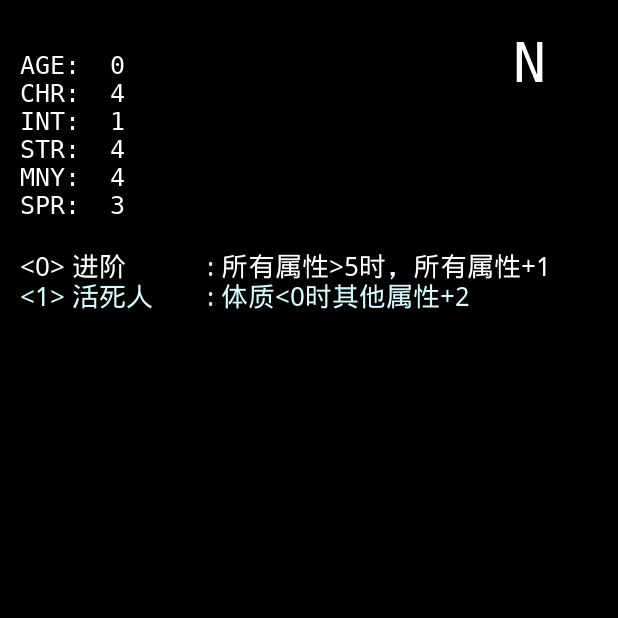 N
AGE: 0
CHR: 4
INT: 1
STR: 4
MNY: 4
SPR: 3
<0> 进阶 : 所有属性>5时，所有属性+1
<1> 活死人 : 体质<0时其他属性+2